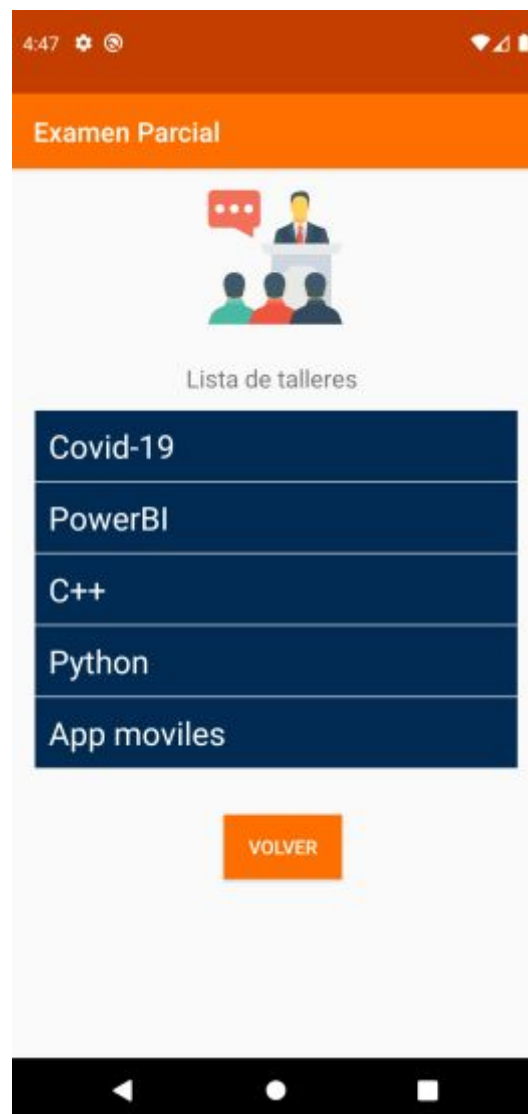 4:47
Examen Parcial
Lista de talleres
Covid-19
PowerBI
C++
Python
App moviles
VOLVER